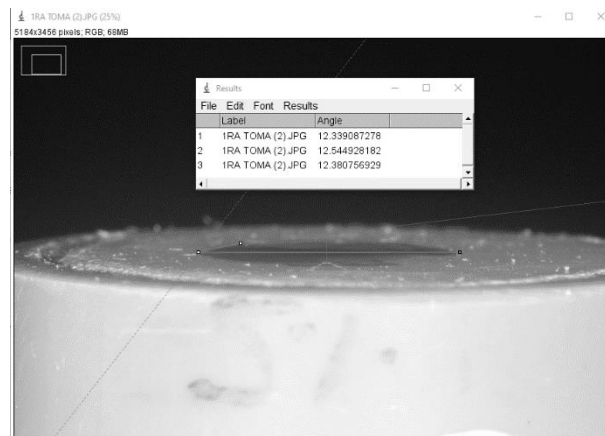 1RA TOMA (2).JPG (25%)
5184x3456 pixels; RGB; 68MB
Results
File Edit Font Results
Label Angle
1 1RA TOMA (2).JPG 12.339087278
2 1RA TOMA (2).JPG 12.544928182
3 1RA TOMA (2).JPG 12.380756929